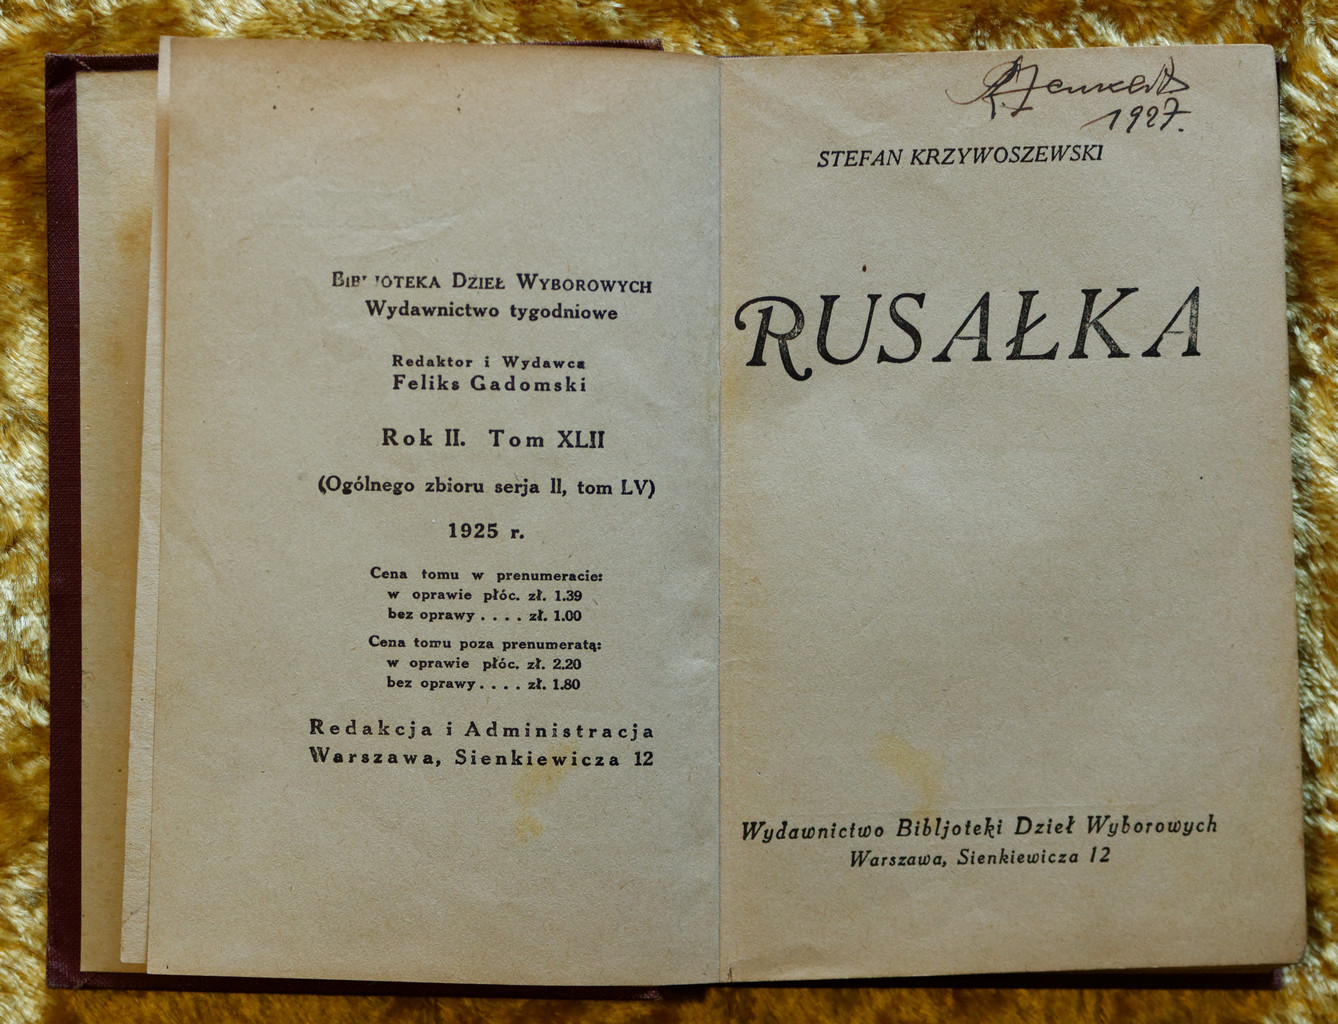 BIBLJOTEKA DZIEŁ WYBOROWYCH
Wydawnictwo tygodniowe
Redaktor i Wydawca
Feliks Gadomski
Rok II. Tom XLII
(Ogólnego zbioru serja II, tom LV)
1925 r.
Cena tomu w prenumeracie:
w oprawie płóc. zł. 1.39
bez oprawy . . . . zł. 1.00
Cena tomu poza prenumeratą:
w oprawie płóc. zł. 2.20
bez oprawy . . . . zł. 1.80
Redakcja i Administracja
Warszawa, Sienkiewicza 12
1927.
STEFAN KRZYWOSZEWSKI
RUSAŁKA
Wydawnictwo Bibljoteki Dzieł Wyborowych
Warszawa, Sienkiewicza 12